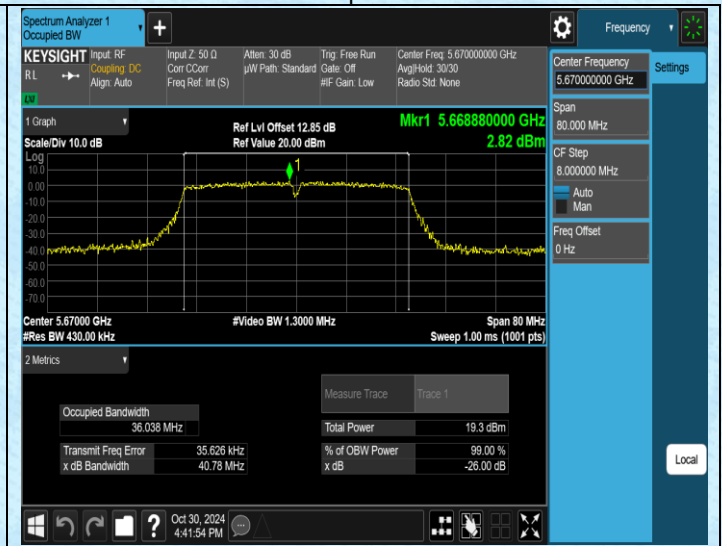 Spectrum Analyzer 1
Occupied BW
Frequency
KEYSIGHT
R L
LNI
Input: RF
Coupling: DC
Align: Auto
Input Z: 50 Ω
Corr CCorr
Freq Ref: Int (S)
Atten: 30 dB
µW Path: Standard
Trig: Free Run
Gate: Off
#IF Gain: Low
Center Freq: 5.670000000 GHz
Avg|Hold: 30/30
Radio Std: None
Center Frequency
5.670000000 GHz
Settings
Span
80.000 MHz
CF Step
8.000000 MHz
Auto
Man
Freq Offset
0 Hz
1 Graph
Scale/Div 10.0 dB
Ref Lvl Offset 12.85 dB
Ref Value 20.00 dBm
Mkr1 5.668880000 GHz
2.82 dBm
Log
10.0
0.00
-10.0
-20.0
-30.0
-40.0
-50.0
-60.0
-70.0
1
Center 5.67000 GHz
#Res BW 430.00 kHz
#Video BW 1.3000 MHz
Span 80 MHz
Sweep 1.00 ms (1001 pts)
2 Metrics
Measure Trace Trace 1
Occupied Bandwidth
36.038 MHz
Total Power 19.3 dBm
Transmit Freq Error 35.626 kHz
% of OBW Power 99.00 %
x dB Bandwidth 40.78 MHz
x dB -26.00 dB
Local
Oct 30, 2024
4:41:54 PM